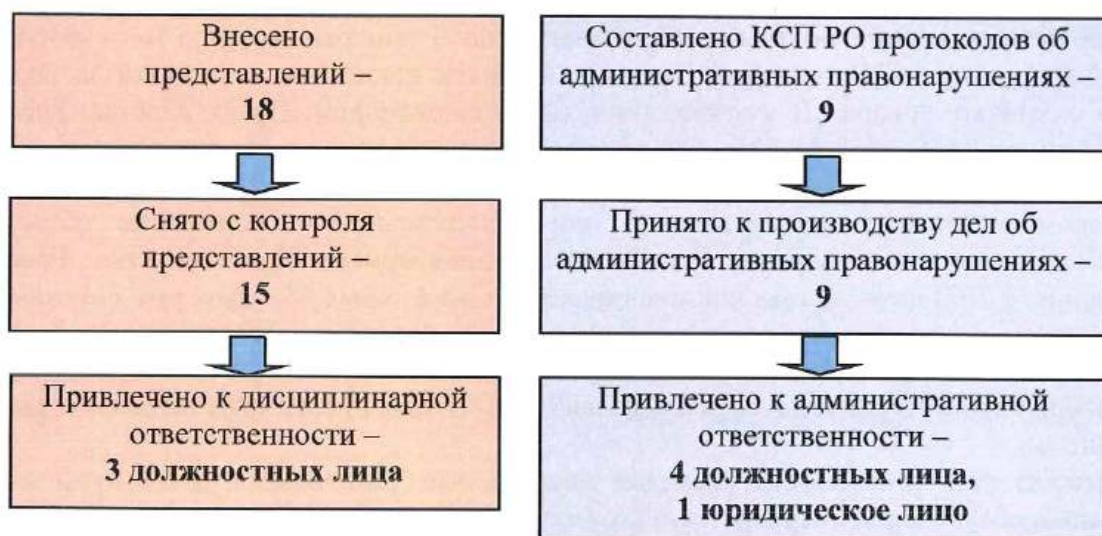 Внесено
представлений –
18
Снято с контроля
представлений –
15
Привлечено к дисциплинарной
ответственности –
3 должностных лица
Составлено КСП РО протоколов об
административных правонарушениях –
9
Принято к производству дел об
административных правонарушениях –
9
Привлечено к административной
ответственности –
4 должностных лица,
1 юридическое лицо